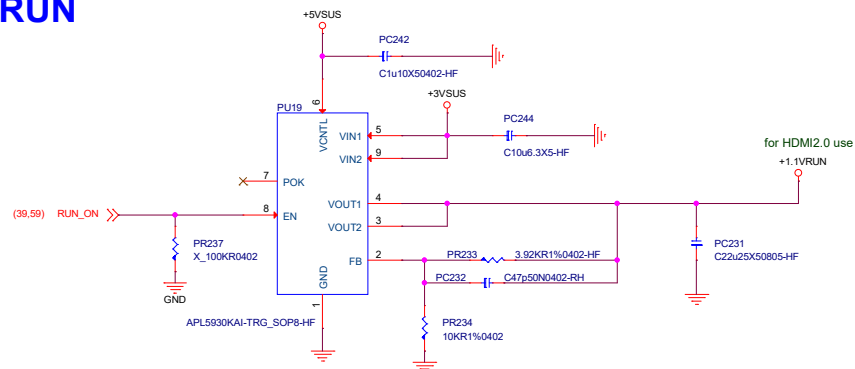 RUN
+5VSUS
PC242
C1u10X50402-HF
+3VSUS
PU19
6
VCNTL
PC244
C10u6.3X5-HF
VIN1
5
VIN2
9
for HDMI2.0 use
+1.1VRUN
7
POK
VOUT1
4
(39,59) RUN_ON
8
EN
VOUT2
3
PR237
X_100KR0402
GND
FB
2
PR233
3.92KR1%0402-HF
PC231
C22u25X50805-HF
PC232
C47p50N0402-RH
GND
1
APL5930KAI-TRG_SOP8-HF
PR234
10KR1%0402